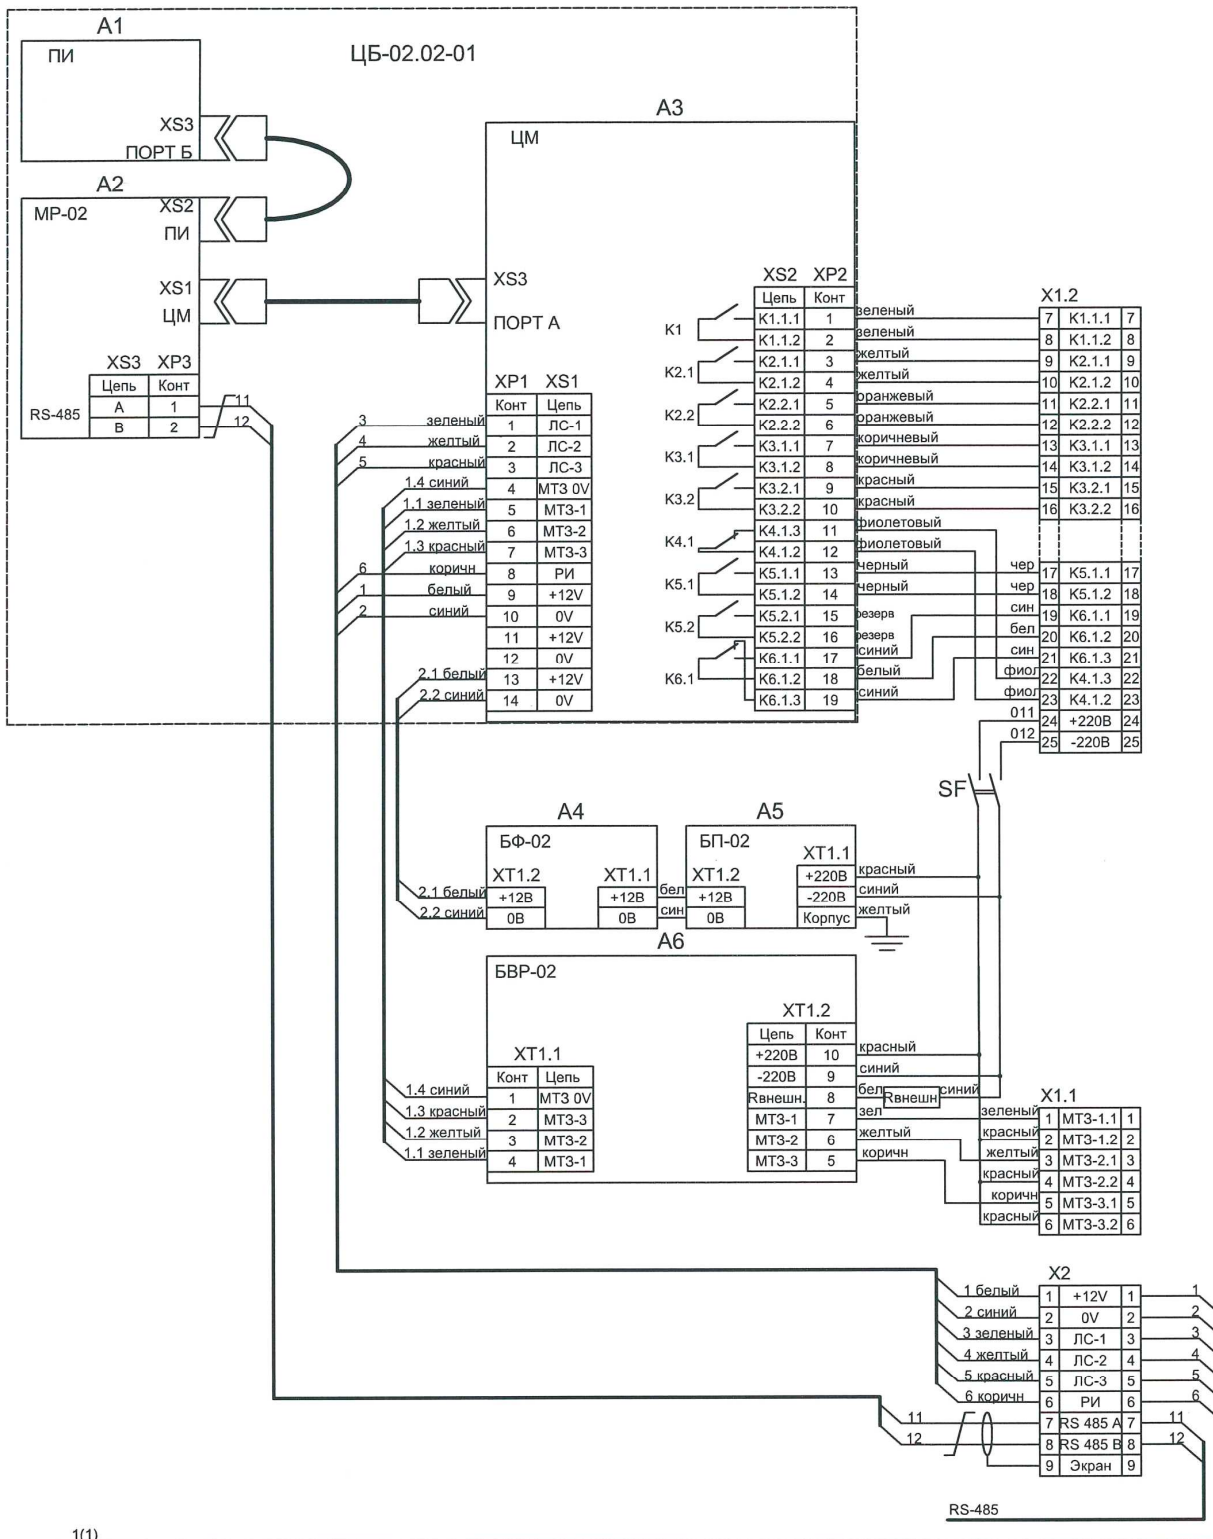 А1
ПИ
ЦБ-02.02-01
XS3
ПОРТ Б
А2
МР-02
XS2
ПИ
XS1
ЦМ
XS3 XP3
Цепь Конт
RS-485
A 1
B 2
11
12
А3
ЦМ
XS3
ПОРТ А
XP1 XS1
Конт Цепь
3 зеленый 1 ЛС-1
4 желтый 2 ЛС-2
5 красный 3 ЛС-3
1.4 синий 4 МТЗ 0V
1.1 зеленый 5 МТЗ-1
1.2 желтый 6 МТЗ-2
1.3 красный 7 МТЗ-3
6 коричн 8 РИ
1 белый 9 +12V
2 синий 10 0V
11 +12V
12 0V
2.1 белый 13 +12V
2.2 синий 14 0V
XS2 XP2
Цепь Конт
K1
K1.1.1 1 зеленый
K1.1.2 2 зеленый
K2.1
K2.1.1 3 желтый
K2.1.2 4 желтый
K2.2
K2.2.1 5 оранжевый
K2.2.2 6 оранжевый
K3.1
K3.1.1 7 коричневый
K3.1.2 8 коричневый
K3.2
K3.2.1 9 красный
K3.2.2 10 красный
K4.1
K4.1.3 11 фиолетовый
K4.1.2 12 фиолетовый
K5.1
K5.1.1 13 черный
K5.1.2 14 черный
K5.2
K5.2.1 15 резерв
K5.2.2 16 резерв
K6.1
K6.1.1 17 синий
K6.1.2 18 белый
K6.1.3 19 синий
X1.2
7 K1.1.1 7
8 K1.1.2 8
9 K2.1.1 9
10 K2.1.2 10
11 K2.2.1 11
12 K2.2.2 12
13 K3.1.1 13
14 K3.1.2 14
15 K3.2.1 15
16 K3.2.2 16
чер 17 K5.1.1 17
чер 18 K5.1.2 18
син 19 K6.1.1 19
бел 20 K6.1.2 20
син 21 K6.1.3 21
фиол 22 K4.1.3 22
фиол 23 K4.1.2 23
011 24 +220В 24
012 25 -220В 25
SF
А4
БФ-02
XT1.2 XT1.1
2.1 белый +12В +12В бел
2.2 синий 0В 0В син
А5
БП-02
XT1.2 XT1.1
+12В
0В
+220В красный
-220В синий
Корпус желтый
А6
БВР-02
XT1.1
Конт Цепь
1.4 синий 1 МТЗ 0V
1.3 красный 2 МТЗ-3
1.2 желтый 3 МТЗ-2
1.1 зеленый 4 МТЗ-1
XT1.2
Цепь Конт
+220В 10 красный
-220В 9 синий
Rвнешн. 8 бел Rвнешн синий
МТЗ-1 7 зел
МТЗ-2 6 желтый
МТЗ-3 5 коричн
X1.1
зеленый 1 МТЗ-1.1 1
красный 2 МТЗ-1.2 2
желтый 3 МТЗ-2.1 3
красный 4 МТЗ-2.2 4
коричн 5 МТЗ-3.1 5
красный 6 МТЗ-3.2 6
X2
1 белый 1 +12V 1 1
2 синий 2 0V 2 2
3 зеленый 3 ЛС-1 3 3
4 желтый 4 ЛС-2 4 4
5 красный 5 ЛС-3 5 5
6 коричн 6 РИ 6 6
11 7 RS 485 A 7 11
12 8 RS 485 B 8 12
9 Экран 9
RS-485
1(1)